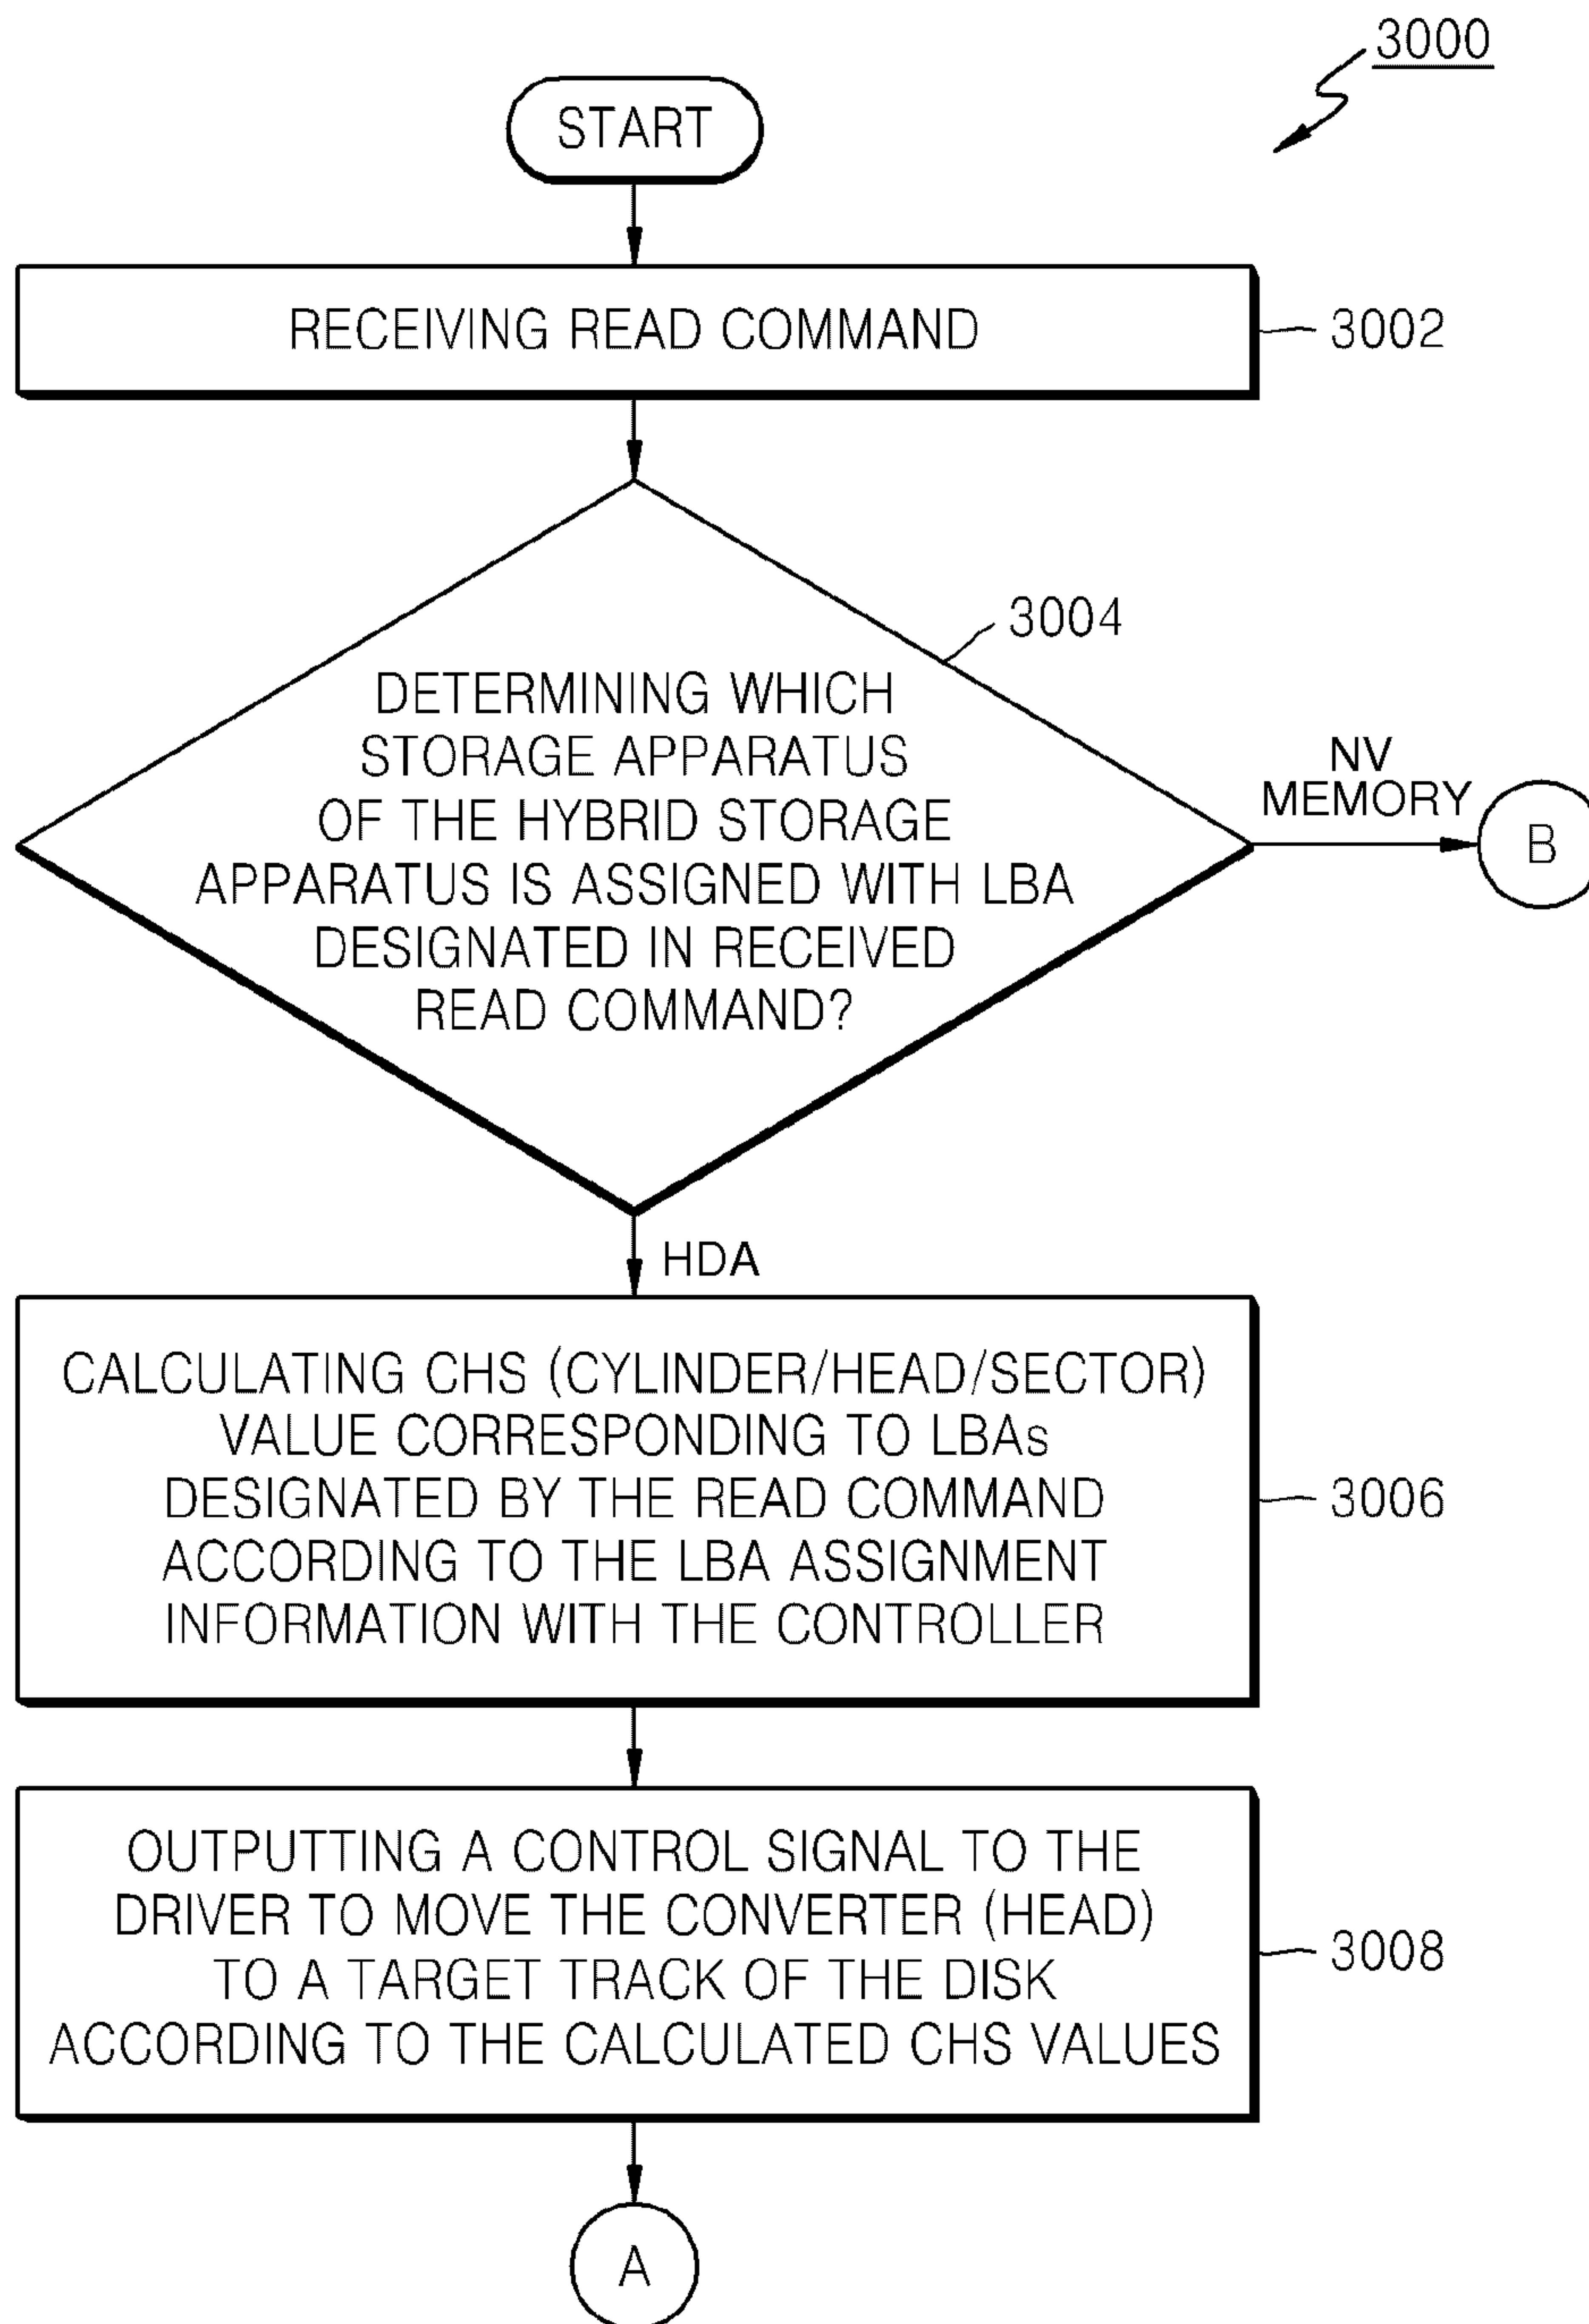 3000
START
RECEIVING READ COMMAND
3002
3004
DETERMINING WHICH
STORAGE APPARATUS
OF THE HYBRID STORAGE
APPARATUS IS ASSIGNED WITH LBA
DESIGNATED IN RECEIVED
READ COMMAND?
NV
MEMORY
B
HDA
CALCULATING CHS (CYLINDER/HEAD/SECTOR)
VALUE CORRESPONDING TO LBAs
DESIGNATED BY THE READ COMMAND
ACCORDING TO THE LBA ASSIGNMENT
INFORMATION WITH THE CONTROLLER
3006
OUTPUTTING A CONTROL SIGNAL TO THE
DRIVER TO MOVE THE CONVERTER (HEAD)
TO A TARGET TRACK OF THE DISK
ACCORDING TO THE CALCULATED CHS VALUES
3008
A